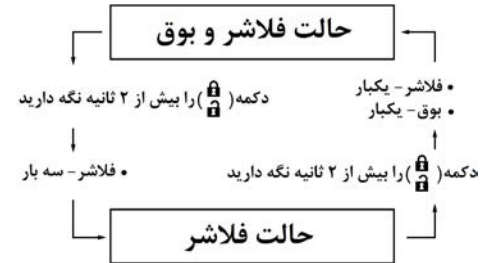 حالت فلاشر و بوق
دکمه( )را بیش از ۲ ثانیه نگه دارید
• فلاشر - سه بار
حالت فلاشر
دکمه( )را بیش از ۲ ثانیه نگه دارید
• فلاشر - یکبار
• بوق - یکبار